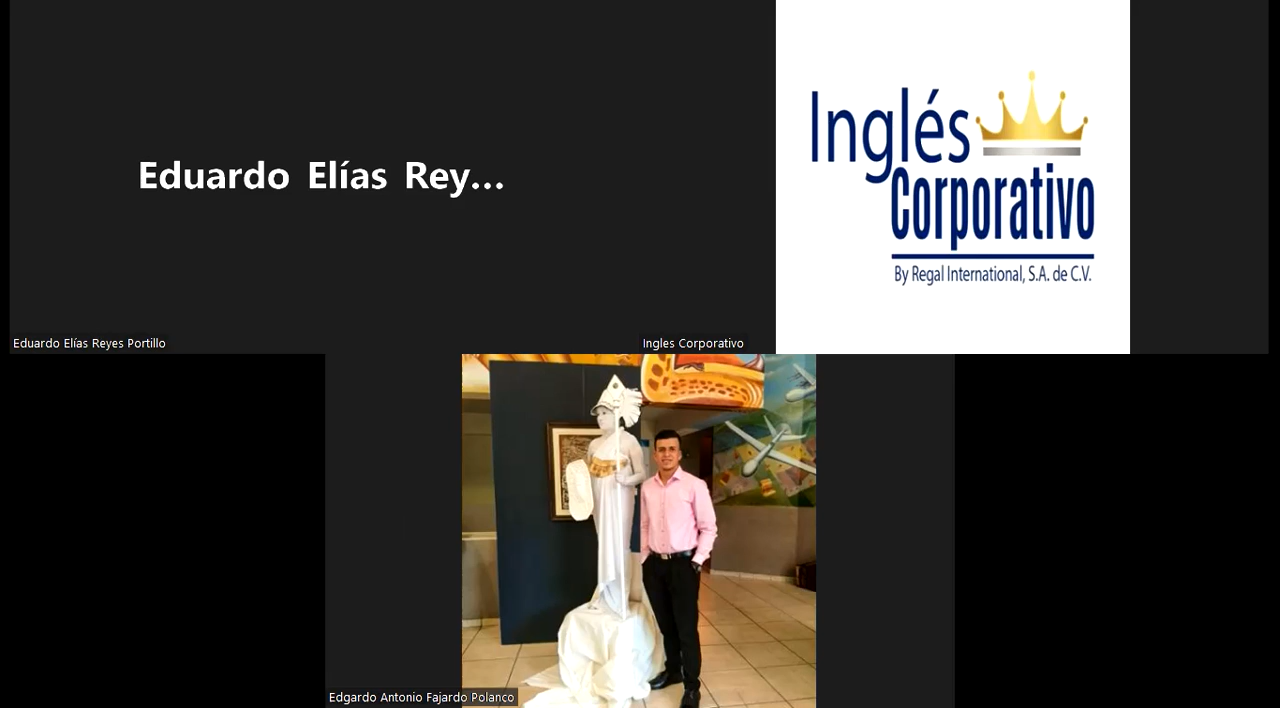 Eduardo Elías Rey...
Inglés
Corporativo
By Regal International, S.A. de C.V.
Eduardo Elías Reyes Portillo
Ingles Corporativo
Edgardo Antonio Fajardo Polanco